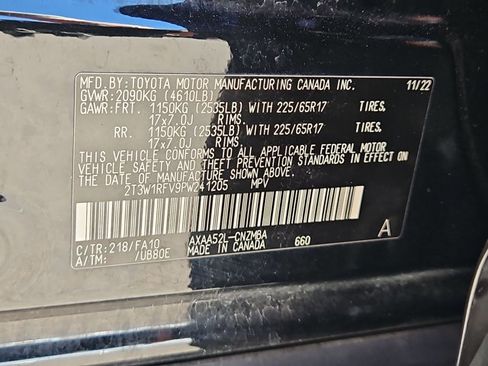 MFD.BY:TOYOTA MOTOR MANUFACTURING CANADA INC. 11/22
GVWR:2090KG (4610LB)
GAWR:FRT. 1150KG (2535LB) WITH 225/65R17 TIRES.
17x7.0J RIMS.
RR. 1150KG (2535LB) WITH 225/65R17 TIRES.
17x7.0J RIMS.
THIS VEHICLE CONFORMS TO ALL APPLICABLE FEDERAL MOTOR
VEHICLE SAFETY AND THEFT PREVENTION STANDARDS IN
EFFECT ON THE DATE OF MANUFACTURE SHOWN ABOVE.
2T3W1RFV9PW241205 MPV
C/TR:218/FA10 AXAA52L-CNZMBA
A/TM: /UB80E MADE IN CANADA 660 A